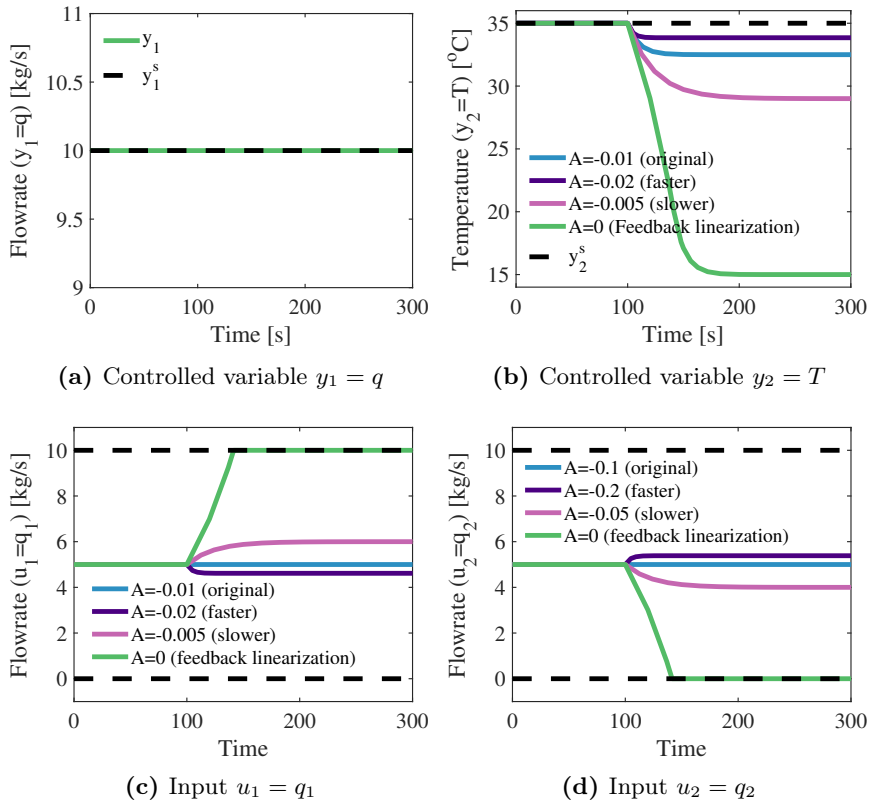 11
10.5
10
9.5
9
Flowrate (y₁=q) [kg/s]
y₁
y₁ˢ
0
100
200
300
Time [s]
(a) Controlled variable y₁ = q
35
30
25
20
15
Temperature (y₂=T) [°C]
A=-0.01 (original)
A=-0.02 (faster)
A=-0.005 (slower)
A=0 (Feedback linearization)
y₂ˢ
0
100
200
300
Time [s]
(b) Controlled variable y₂ = T
10
8
6
4
2
0
Flowrate (u₁=q₁) [kg/s]
A=-0.01 (original)
A=-0.02 (faster)
A=-0.005 (slower)
A=0 (feedback linearization)
0
100
200
300
Time
(c) Input u₁ = q₁
10
8
6
4
2
0
Flowrate (u₂=q₂) [kg/s]
A=-0.1 (original)
A=-0.2 (faster)
A=-0.05 (slower)
A=0 (feedback linearization)
0
100
200
300
Time
(d) Input u₂ = q₂